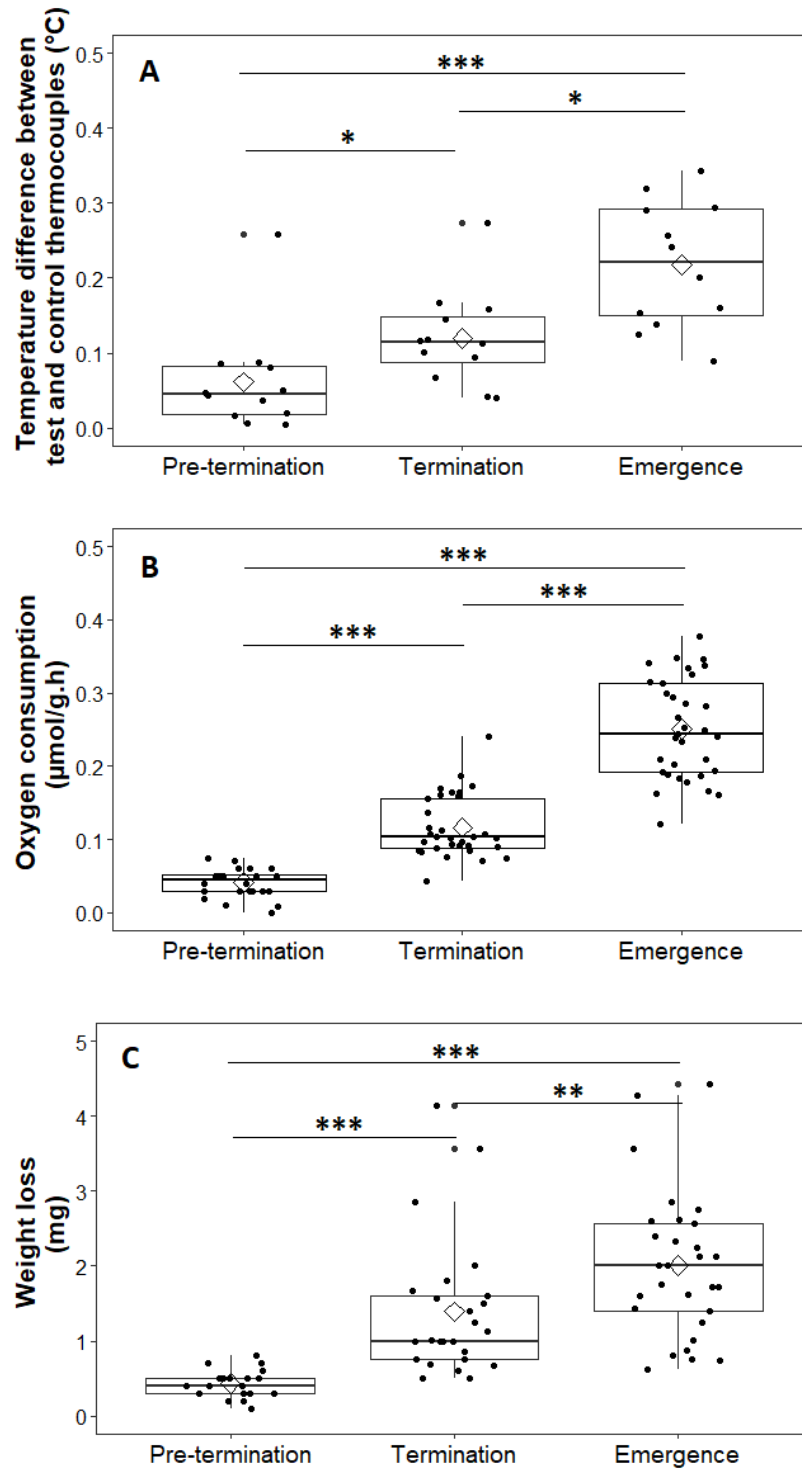 Temperature difference between
test and control thermocouples (°C)
A
0.5
0.4
0.3
0.2
0.1
0.0
***
*
*
Pre-termination Termination Emergence
Oxygen consumption
(µmol/g.h)
B
0.5
0.4
0.3
0.2
0.1
0.0
***
***
***
Pre-termination Termination Emergence
Weight loss
(mg)
C
5
4
3
2
1
0
***
**
***
Pre-termination Termination Emergence